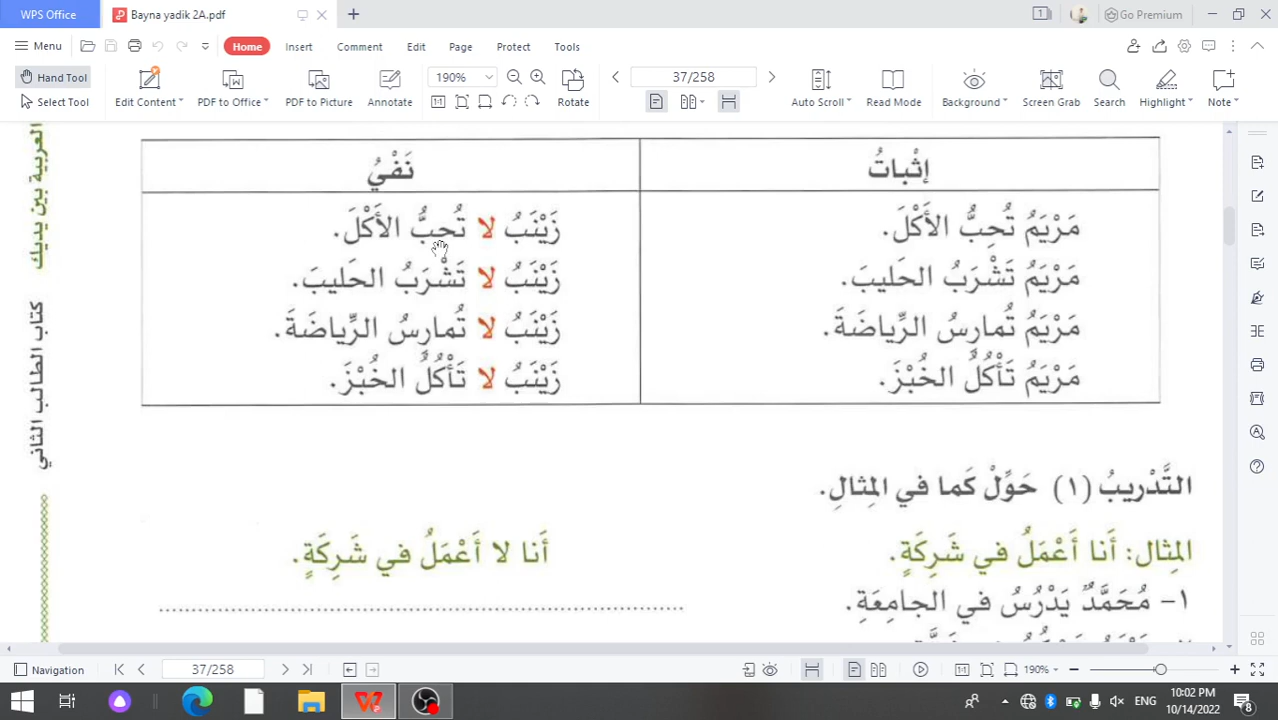 WPS Office
Bayna yadik 2A.pdf
Go Premium
Menu
Home Insert Comment Edit Page Protect Tools
Hand Tool
Select Tool
Edit Content
PDF to Office
PDF to Picture
Annotate
190%
Rotate
37/258
Auto Scroll
Read Mode
Background
Screen Grab
Search
Highlight
Note
العربية بين يديك
كتاب الطالب الثاني
إثْباتُ
نَفْيُ
مَرْيَمُ تُحِبُّ الأَكْلَ.
زَيْنَبُ لا تُحِبُّ الأَكْلَ.
مَرْيَمُ تَشْرَبُ الحَليبَ.
زَيْنَبُ لا تَشْرَبُ الحَليبَ.
مَرْيَمُ تُمارِسُ الرِّياضَةَ.
زَيْنَبُ لا تُمارِسُ الرِّياضَةَ.
مَرْيَمُ تَأْكُلُ الخُبْزَ.
زَيْنَبُ لا تَأْكُلُ الخُبْزَ.
التَّدْريبُ (١) حَوِّلْ كَما في المِثالِ.
المِثال: أَنا أَعْمَلُ في شَرِكَةٍ.
أَنا لا أَعْمَلُ في شَرِكَةٍ.
١- مُحَمَّدٌ يَدْرُسُ في الجامِعَةِ. ................................
Navigation
37/258
190%
ENG
10:02 PM
10/14/2022
8